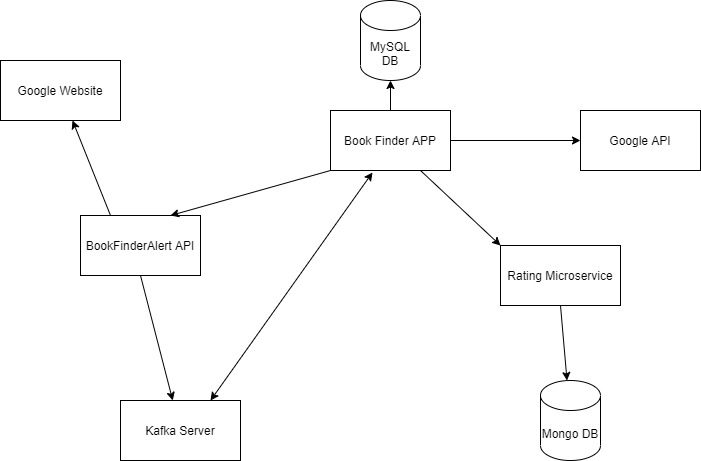 MySQL
DB
Google Website
Book Finder APP
Google API
BookFinderAlert API
Rating Microservice
Kafka Server
Mongo DB